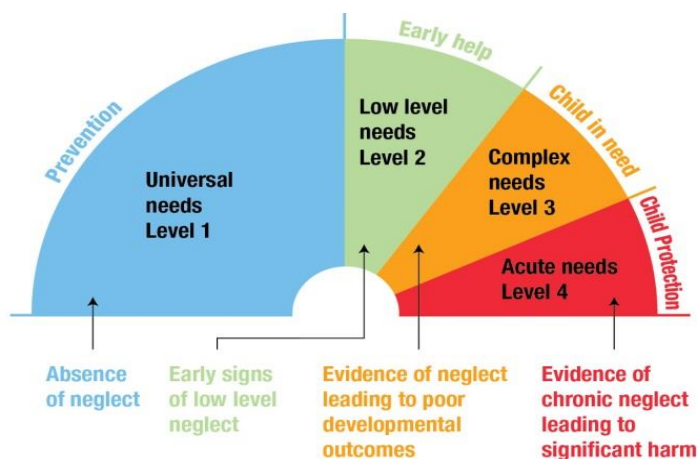 Prevention
Early help
Child in need
Child Protection
Universal
needs
Level 1
Low level
needs
Level 2
Complex
needs
Level 3
Acute needs
Level 4
Absence
of neglect
Early signs
of low level
neglect
Evidence of neglect
leading to poor
developmental
outcomes
Evidence of
chronic neglect
leading to
significant harm